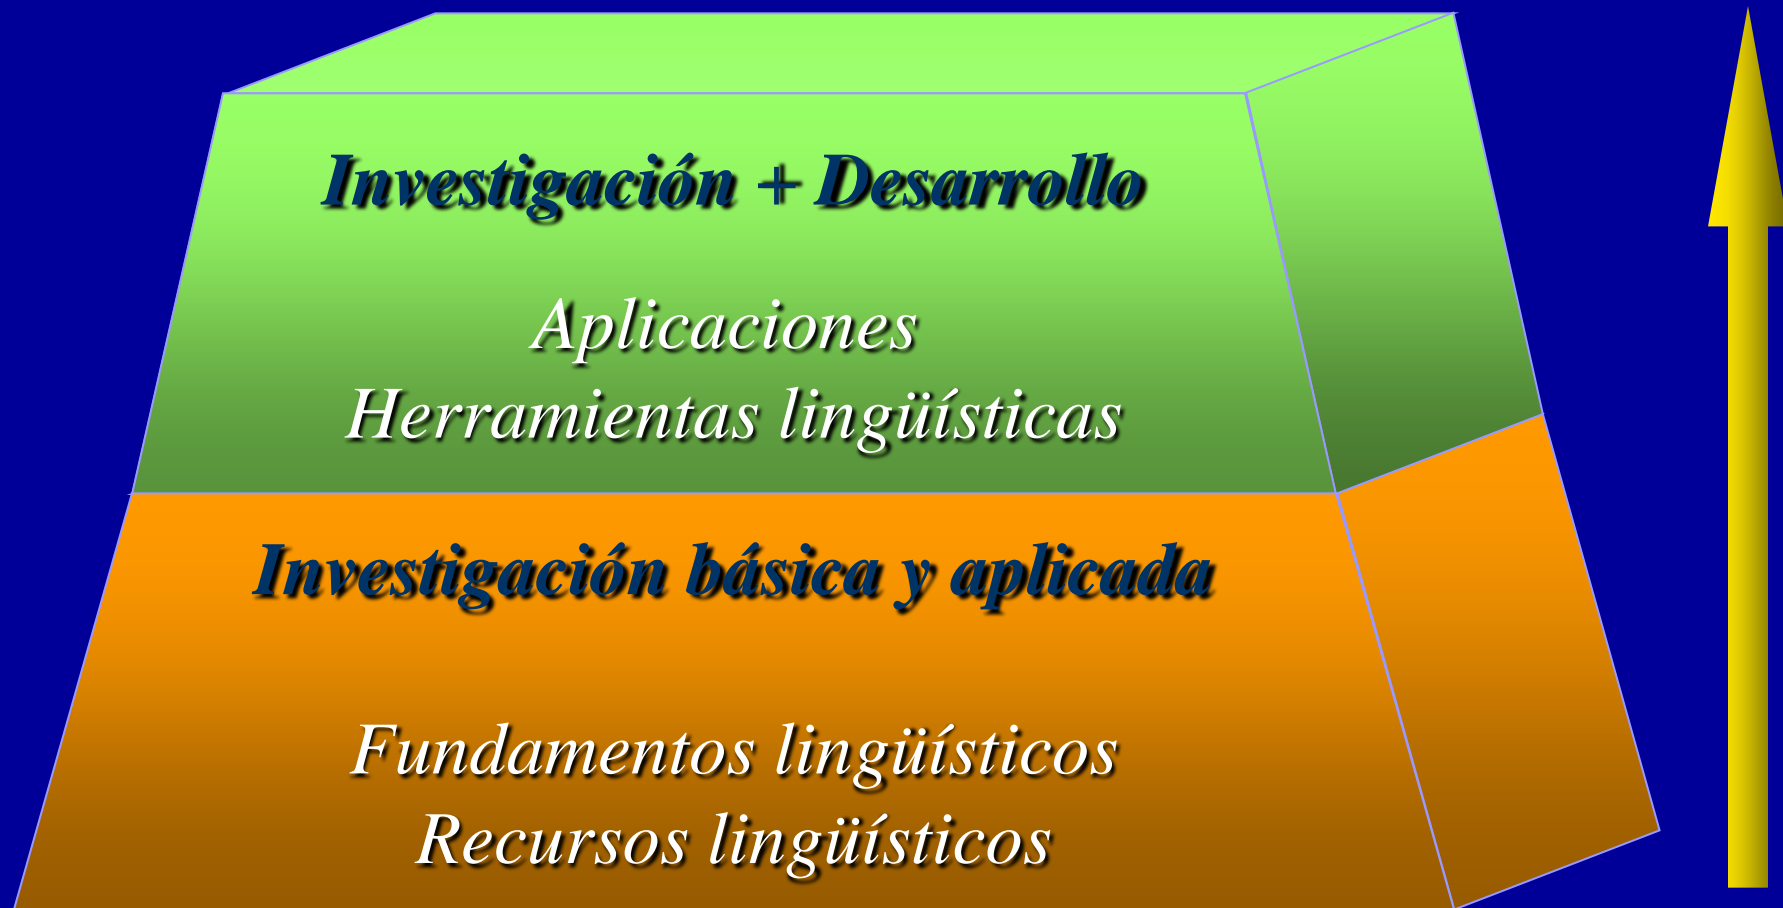 Investigación + Desarrollo
Aplicaciones
Herramientas lingüísticas
Investigación básica y aplicada
Fundamentos lingüísticos
Recursos lingüísticos